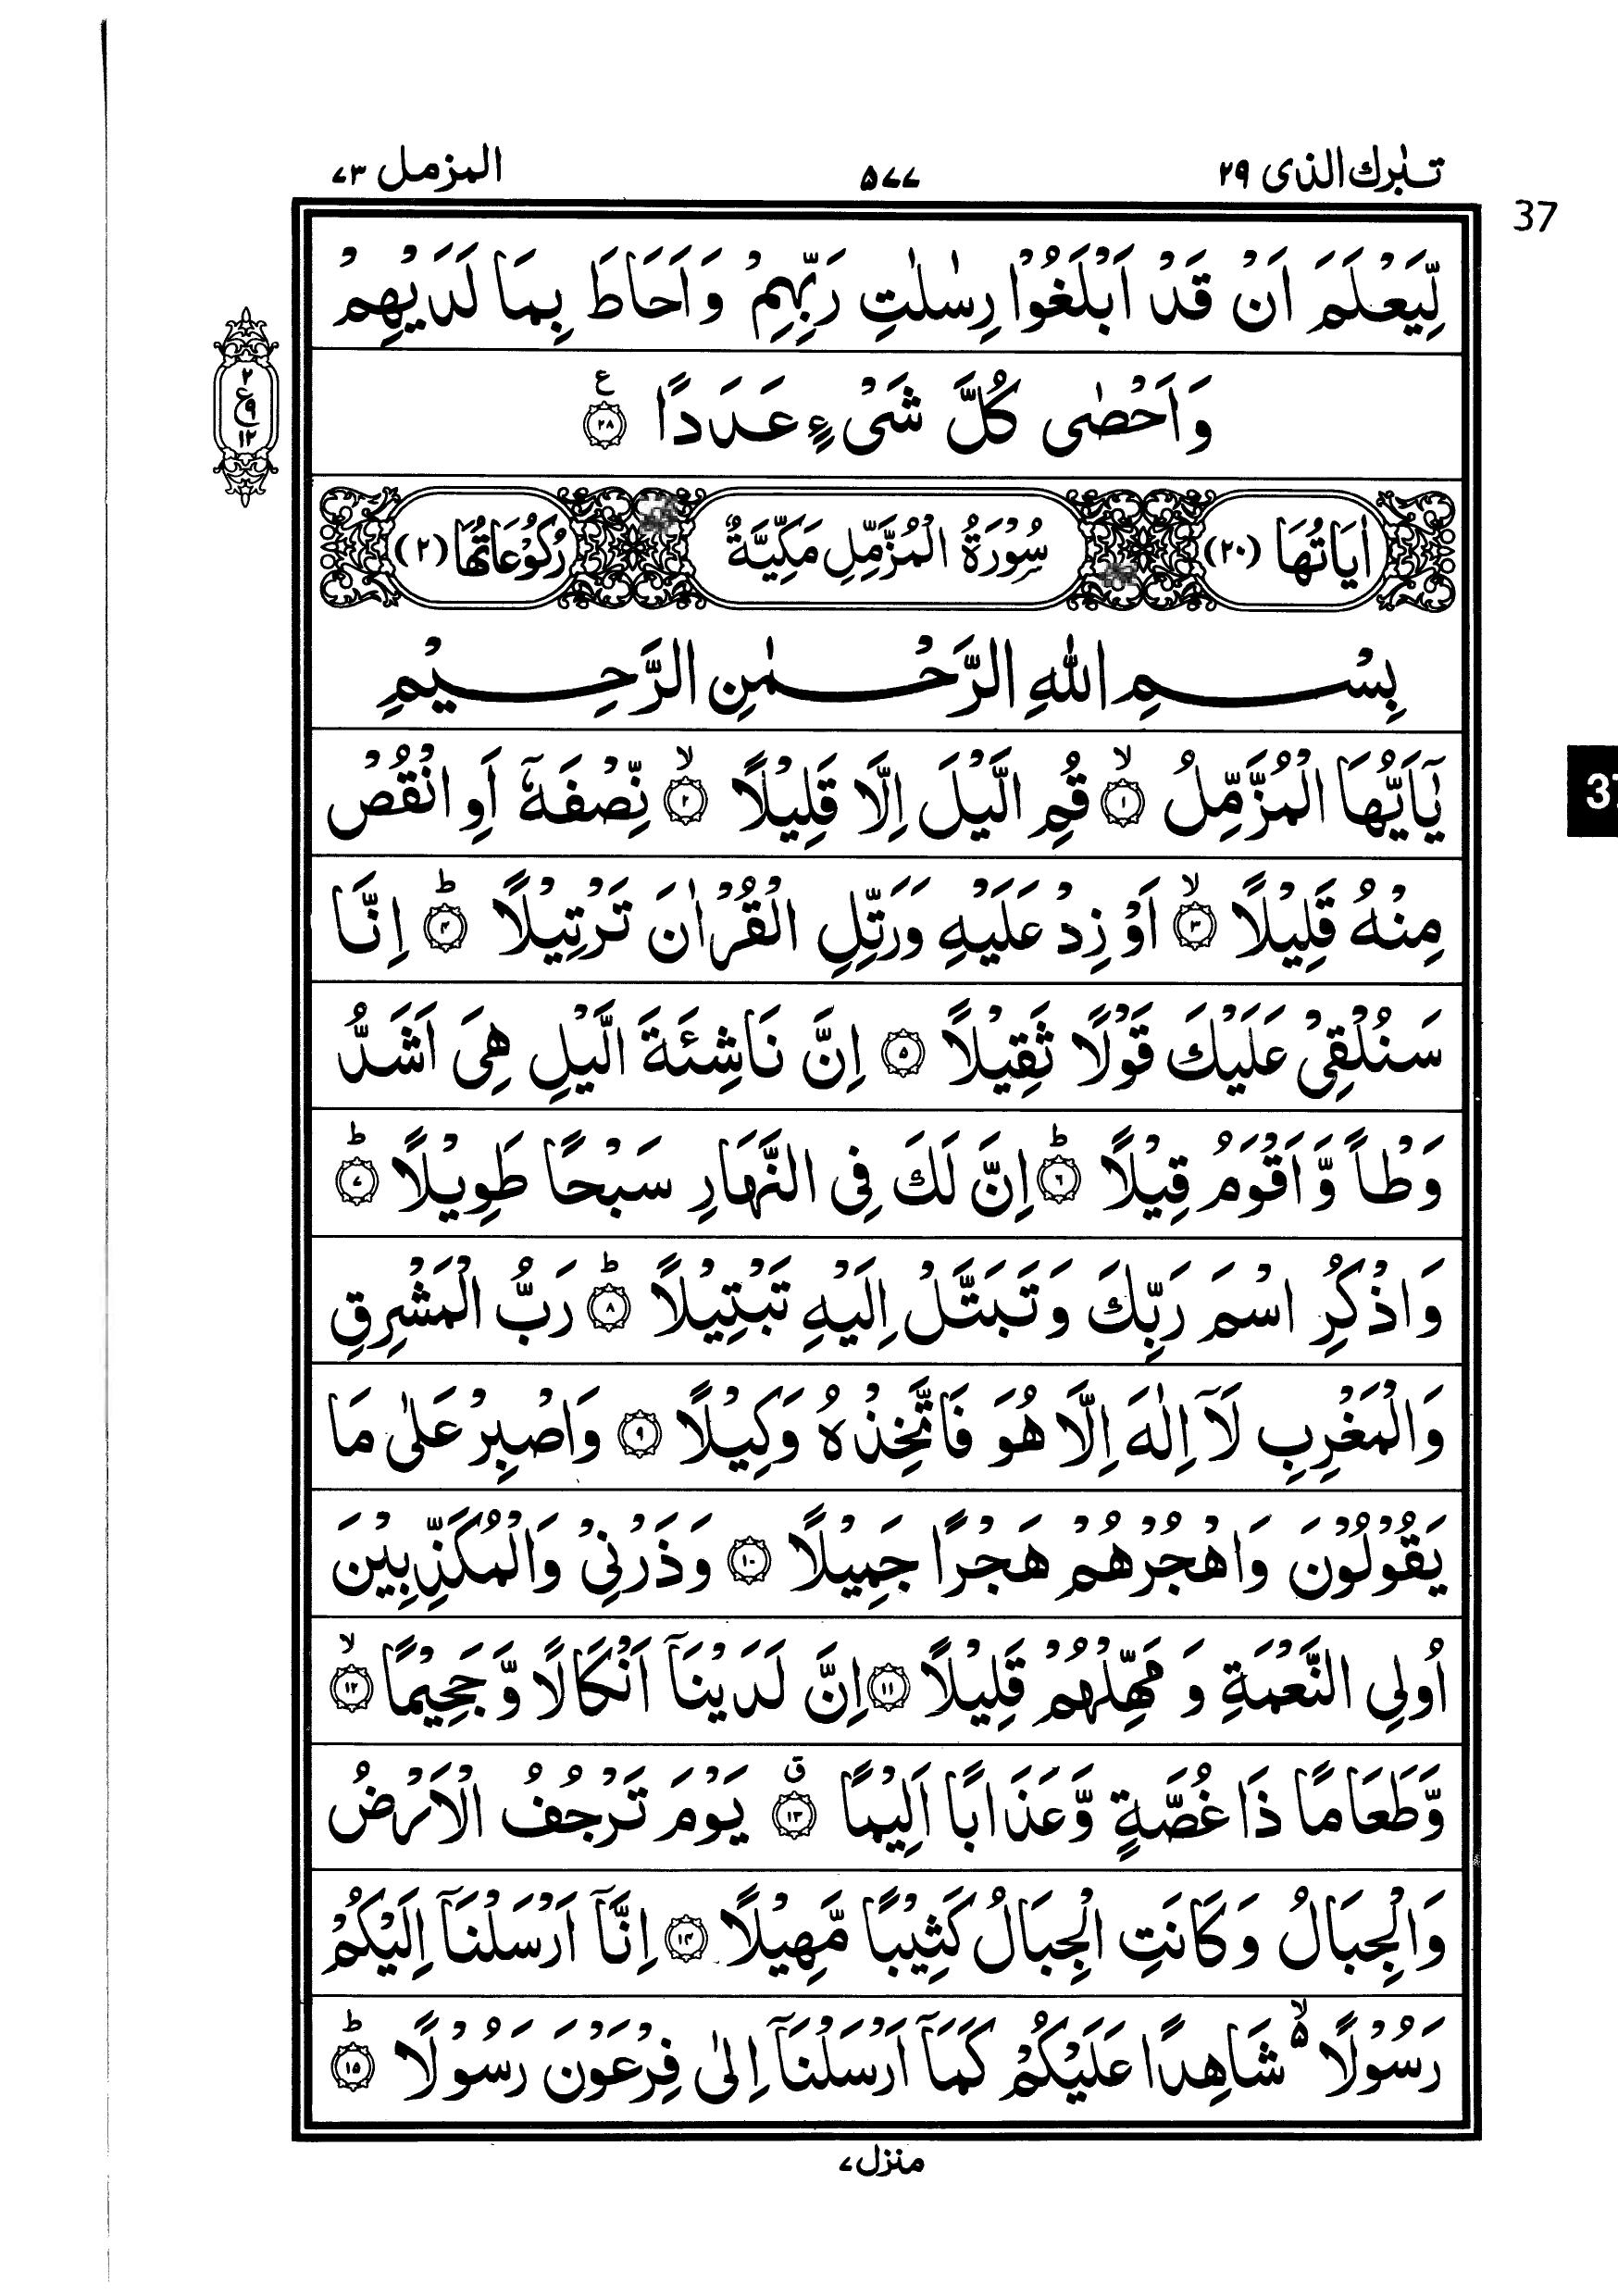 تبٰرك الذی ٢٩ ٥٧٧ المزمل ٧٣
37
لِّيَعْلَمَ اَنْ قَدْ اَبْلَغُوْا رِسٰلٰتِ رَبِّهِمْ وَاَحَاطَ بِمَا لَدَيْهِمْ
وَاَحْصٰى كُلَّ شَىْءٍ عَدَدًا ۝٢٨ ع
٢
ع ٩
١٢
اٰيَاتُهَا (٢٠) سُوْرَةُ الْمُزَّمِّلِ مَكِّيَّةٌ رُكُوْعَاتُهَا (٢)
بِسْمِ اللهِ الرَّحْمٰنِ الرَّحِيْمِ
يٰۤاَيُّهَا الْمُزَّمِّلُ ۝١ۙ قُمِ الَّيْلَ اِلَّا قَلِيْلًا ۝٢ۙ نِّصْفَهٗۤ اَوِ انْقُصْ
مِنْهُ قَلِيْلًا ۝٣ۙ اَوْ زِدْ عَلَيْهِ وَرَتِّلِ الْقُرْاٰنَ تَرْتِيْلًا ۝٤ؕ اِنَّا
سَنُلْقِىْ عَلَيْكَ قَوْلًا ثَقِيْلًا ۝٥ اِنَّ نَاشِئَةَ الَّيْلِ هِىَ اَشَدُّ
وَطْاً وَّاَقْوَمُ قِيْلًا ۝٦ؕ اِنَّ لَكَ فِى النَّهَارِ سَبْحًا طَوِيْلًا ۝٧ؕ
وَاذْكُرِ اسْمَ رَبِّكَ وَتَبَتَّلْ اِلَيْهِ تَبْتِيْلًا ۝٨ؕ رَبُّ الْمَشْرِقِ
وَالْمَغْرِبِ لَاۤ اِلٰهَ اِلَّا هُوَ فَاتَّخِذْهُ وَكِيْلًا ۝٩ وَاصْبِرْ عَلٰى مَا
يَقُوْلُوْنَ وَاهْجُرْهُمْ هَجْرًا جَمِيْلًا ۝١٠ وَذَرْنِىْ وَالْمُكَذِّبِيْنَ
اُولِى النَّعْمَةِ وَ مَهِّلْهُمْ قَلِيْلًا ۝١١ اِنَّ لَدَيْنَاۤ اَنْكَالًا وَّ جَحِيْمًا ۝١٢ۙ
وَّطَعَامًا ذَا غُصَّةٍ وَّعَذَابًا اَلِيْمًا ۝١٣ ق يَوْمَ تَرْجُفُ الْاَرْضُ
وَالْجِبَالُ وَكَانَتِ الْجِبَالُ كَثِيْبًا مَّهِيْلًا ۝١٤ اِنَّاۤ اَرْسَلْنَاۤ اِلَيْكُمْ
رَسُوْلًا ۥۙ شَاهِدًا عَلَيْكُمْ كَمَاۤ اَرْسَلْنَاۤ اِلٰى فِرْعَوْنَ رَسُوْلًا ۝١٥ؕ
منزل ٧